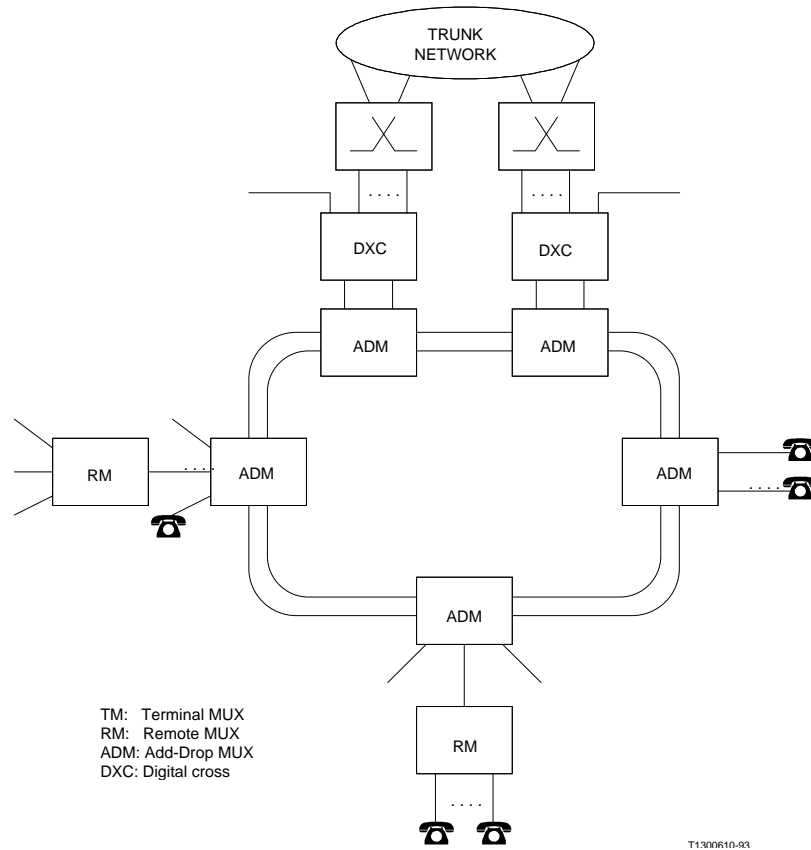 TRUNK
NETWORK
. . . .
. . . .
DXC
DXC
ADM
ADM
RM
. . . .
ADM
ADM
. . . .
ADM
TM: Terminal MUX
RM: Remote MUX
ADM: Add-Drop MUX
DXC: Digital cross
RM
. . . .
T1300610-93